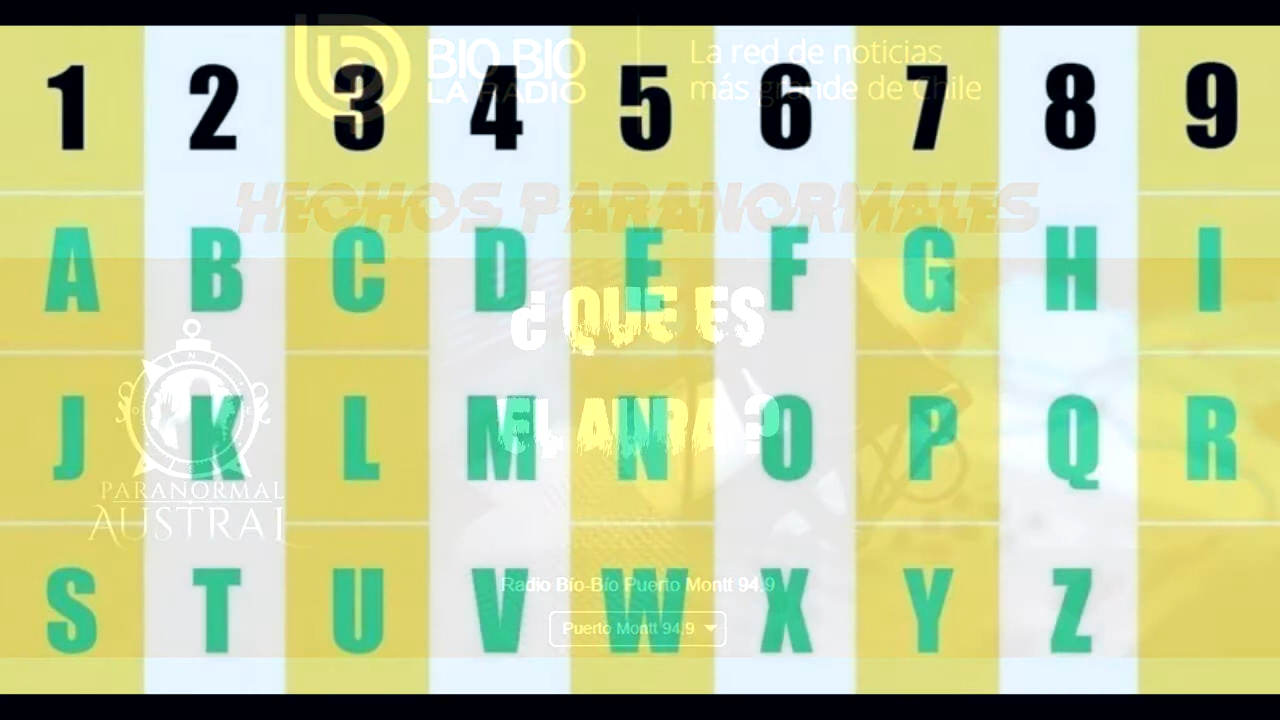 BIO BIO
LA RADIO
La red de noticias
más grande de Chile
1 2 3 4 5 6 7 8 9
HECHOS PARANORMALES
A B C D E F G H I
¿QUE ES
EL AURA?
J K L M N O P Q R
PARANORMAL
AUSTRAL
Radio Bío-Bío Puerto Montt 94.9
S T U V W X Y Z
Puerto Montt 94,9